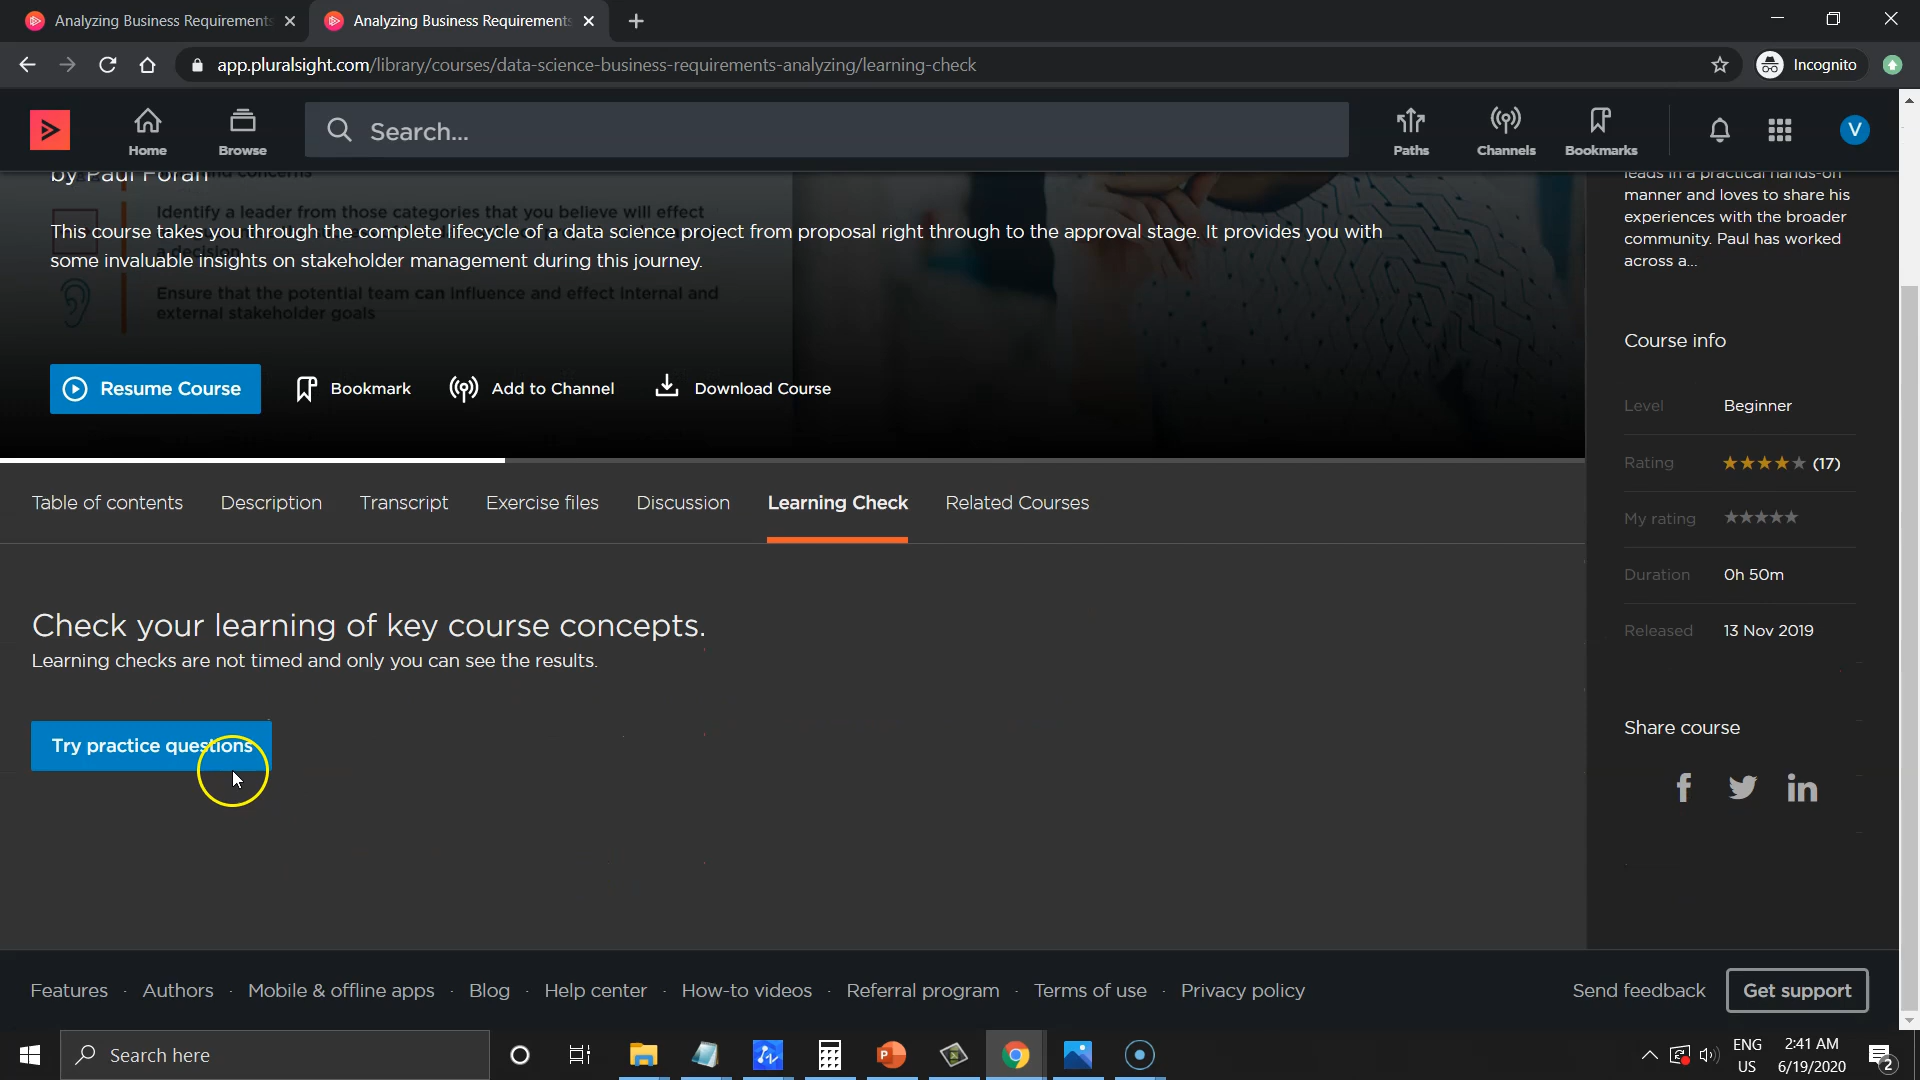 Analyzing Business Requirements
Analyzing Business Requirements
app.pluralsight.com/library/courses/data-science-business-requirements-analyzing/learning-check
Incognito
Home
Browse
Search...
Paths
Channels
Bookmarks
V
by Paul Foran
and concerns
Identify a leader from those categories that you believe will effect
a decision
Ensure that the potential team can influence and effect internal and
external stakeholder goals
This course takes you through the complete lifecycle of a data science project from proposal right through to the approval stage. It provides you with
some invaluable insights on stakeholder management during this journey.
Resume Course
Bookmark
Add to Channel
Download Course
leads in a practical hands-on
manner and loves to share his
experiences with the broader
community. Paul has worked
across a...
Course info
Level Beginner
Rating (17)
My rating
Duration 0h 50m
Released 13 Nov 2019
Share course
Table of contents
Description
Transcript
Exercise files
Discussion
Learning Check
Related Courses
Check your learning of key course concepts.
Learning checks are not timed and only you can see the results.
Try practice questions
Features · Authors · Mobile & offline apps · Blog · Help center · How-to videos · Referral program · Terms of use · Privacy policy
Send feedback
Get support
Search here
ENG
US
2:41 AM
6/19/2020
2